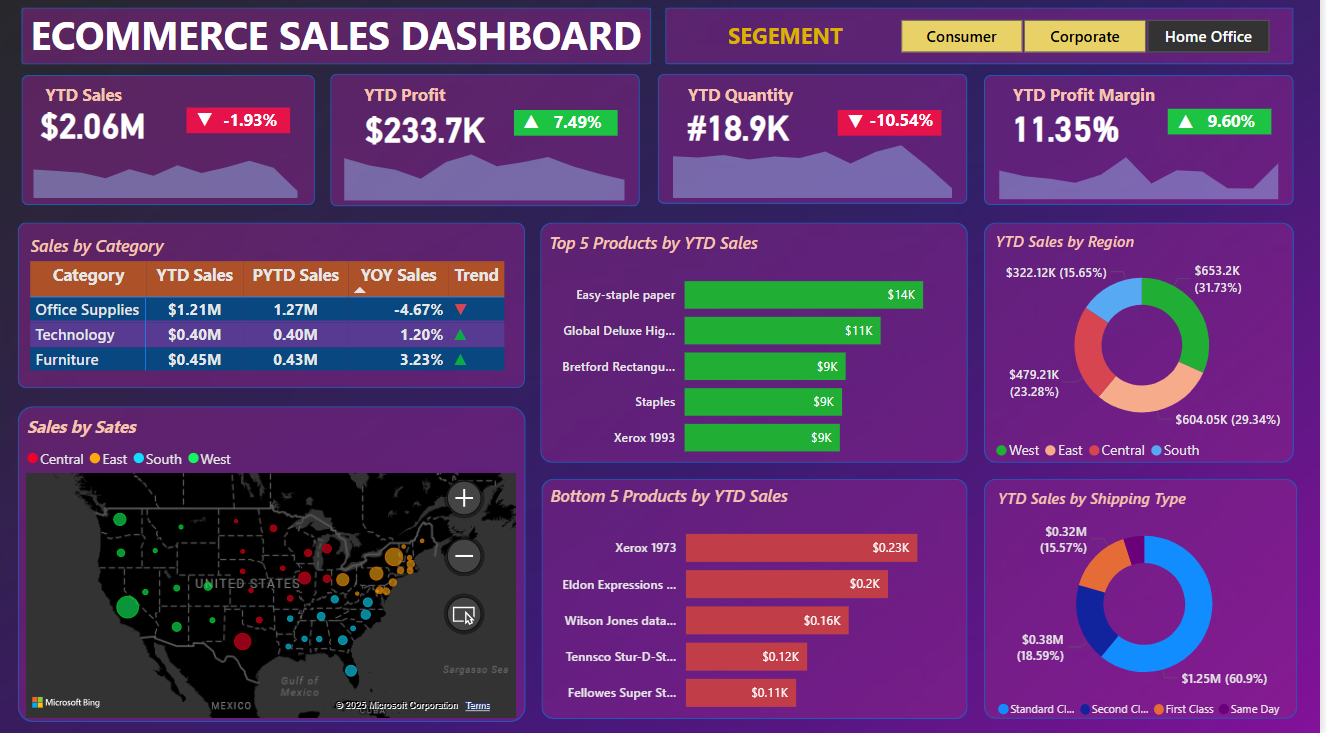 ECOMMERCE SALES DASHBOARD
SEGEMENT
Consumer
Corporate
Home Office
YTD Sales
$2.06M
▼ -1.93%
YTD Profit
$233.7K
▲ 7.49%
YTD Quantity
#18.9K
▼ -10.54%
YTD Profit Margin
11.35%
▲ 9.60%
Sales by Category
Category YTD Sales PYTD Sales YOY Sales Trend
Office Supplies $1.21M 1.27M -4.67% ▼
Technology $0.40M 0.40M 1.20% ▲
Furniture $0.45M 0.43M 3.23% ▲
Top 5 Products by YTD Sales
Easy-staple paper $14K
Global Deluxe Hig... $11K
Bretford Rectangu... $9K
Staples $9K
Xerox 1993 $9K
YTD Sales by Region
$322.12K (15.65%)
$653.2K
(31.73%)
$479.21K
(23.28%)
$604.05K (29.34%)
West East Central South
Sales by Sates
Central East South West
UNITED STATES
Gulf of
Mexico
Sargasso Sea
MEXICO
CUBA
Microsoft Bing
© 2025 Microsoft Corporation Terms
Bottom 5 Products by YTD Sales
Xerox 1973 $0.23K
Eldon Expressions ... $0.2K
Wilson Jones data... $0.16K
Tennsco Stur-D-St... $0.12K
Fellowes Super St... $0.11K
YTD Sales by Shipping Type
$0.32M
(15.57%)
$0.38M
(18.59%)
$1.25M (60.9%)
Standard Cl... Second Cl... First Class Same Day